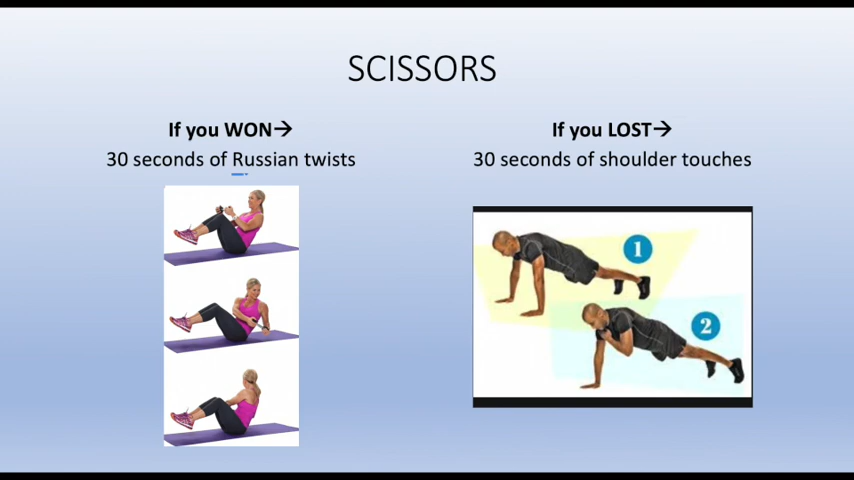 SCISSORS
If you WON→
30 seconds of Russian twists
If you LOST→
30 seconds of shoulder touches
1
2